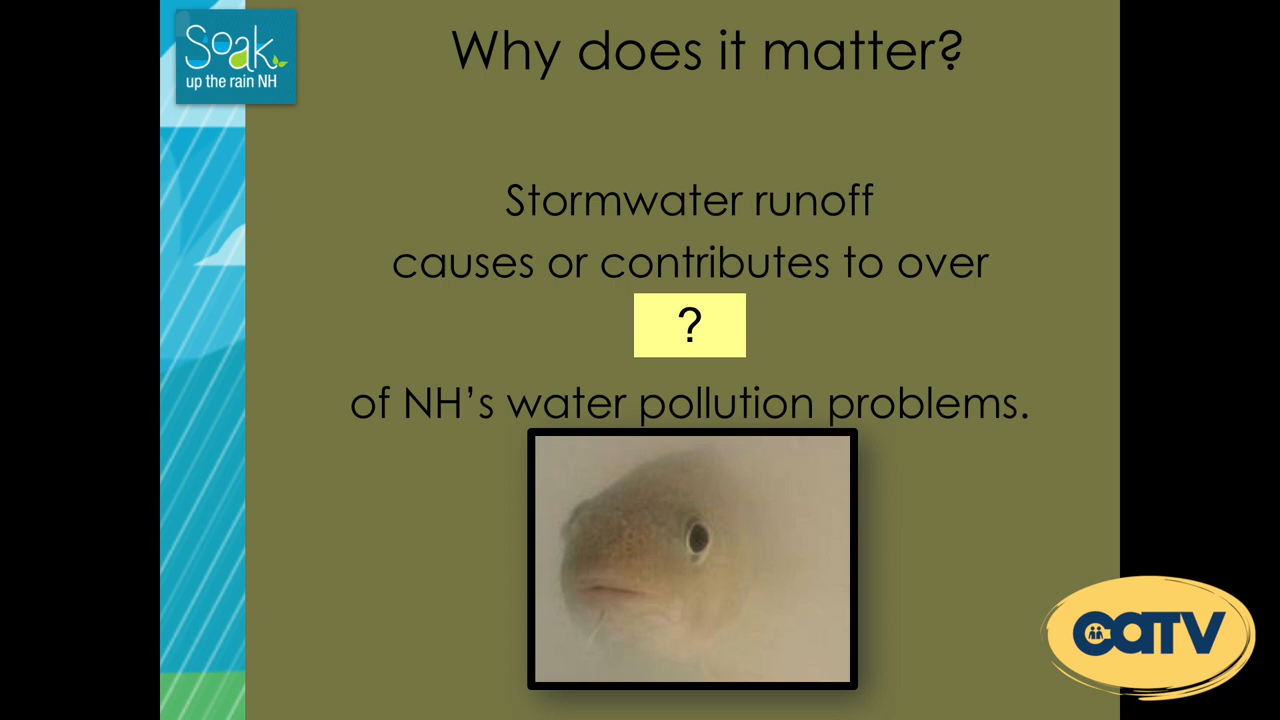 Soak
up the rain NH
Why does it matter?
Stormwater runoff
causes or contributes to over
?
of NH’s water pollution problems.
CATV